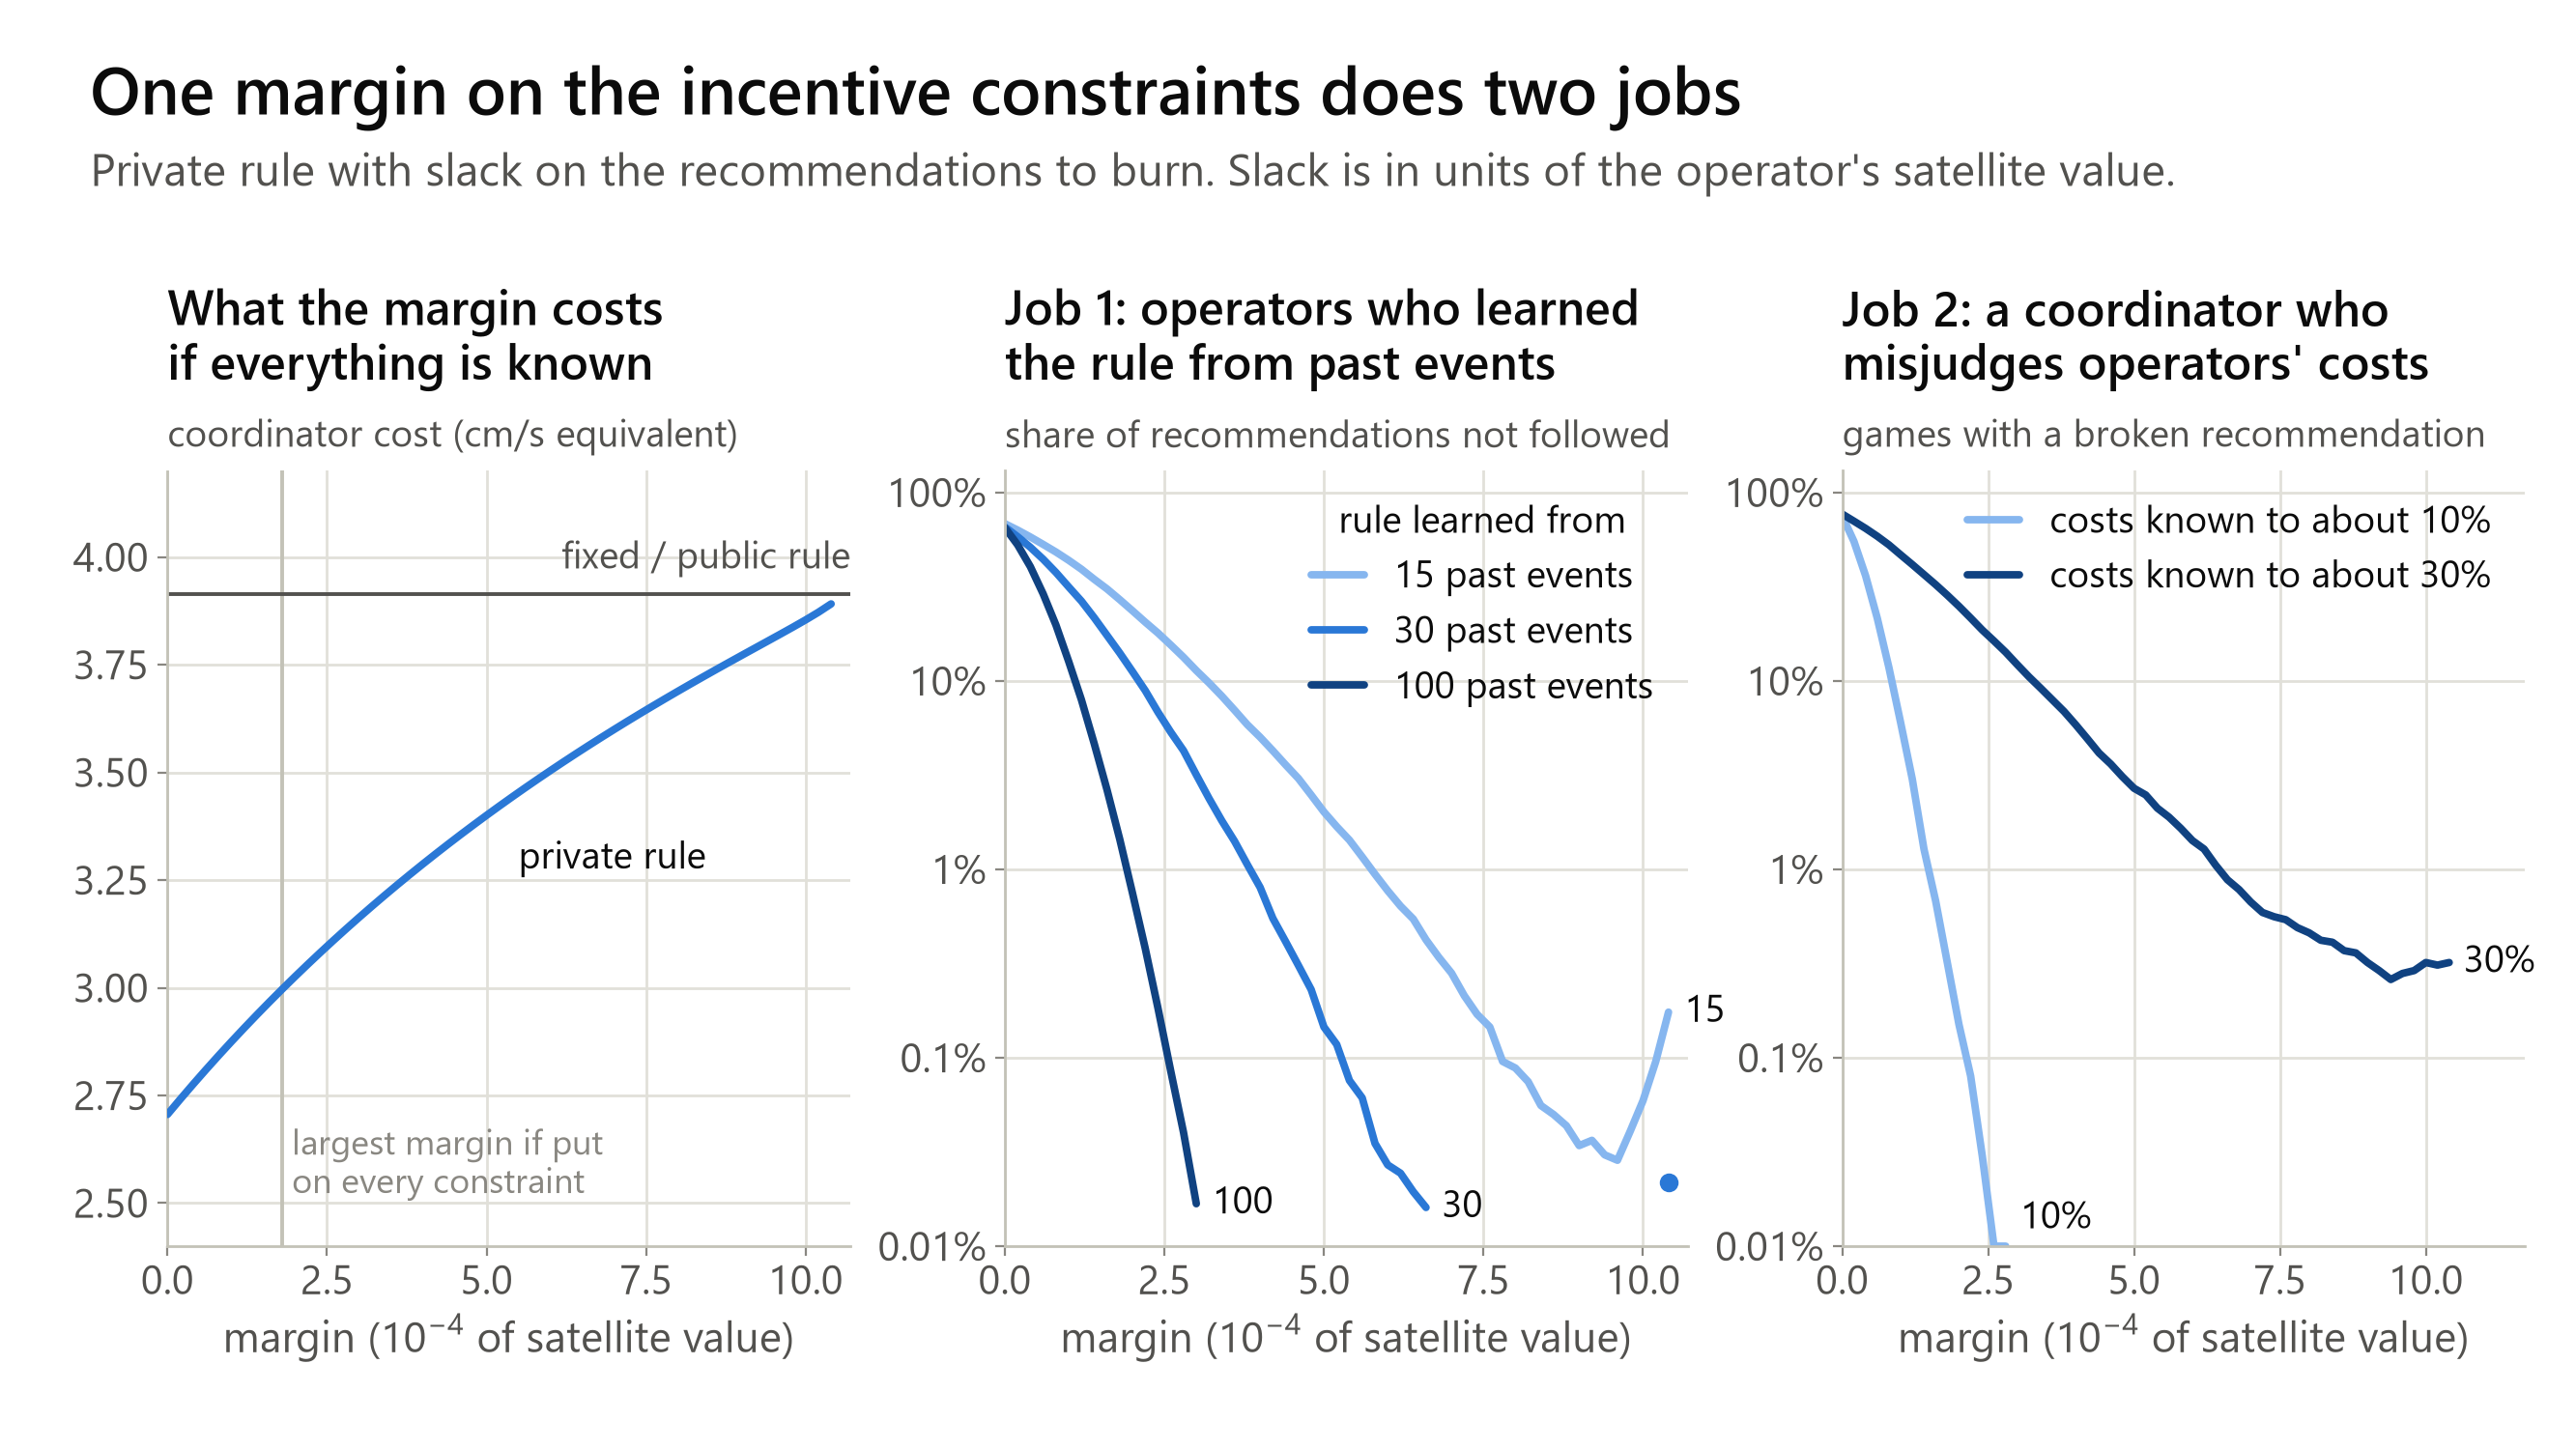 One margin on the incentive constraints does two jobs
Private rule with slack on the recommendations to burn. Slack is in units of the operator's satellite value.
What the margin costs
if everything is known
coordinator cost (cm/s equivalent)
4.00
3.75
3.50
3.25
3.00
2.75
2.50
fixed / public rule
private rule
largest margin if put
on every constraint
0.0 2.5 5.0 7.5 10.0
margin (10⁻⁴ of satellite value)
Job 1: operators who learned
the rule from past events
share of recommendations not followed
100%
10%
1%
0.1%
0.01%
rule learned from
15 past events
30 past events
100 past events
15
100
30
0.0 2.5 5.0 7.5 10.0
margin (10⁻⁴ of satellite value)
Job 2: a coordinator who
misjudges operators' costs
games with a broken recommendation
100%
10%
1%
0.1%
0.01%
costs known to about 10%
costs known to about 30%
30%
10%
0.0 2.5 5.0 7.5 10.0
margin (10⁻⁴ of satellite value)